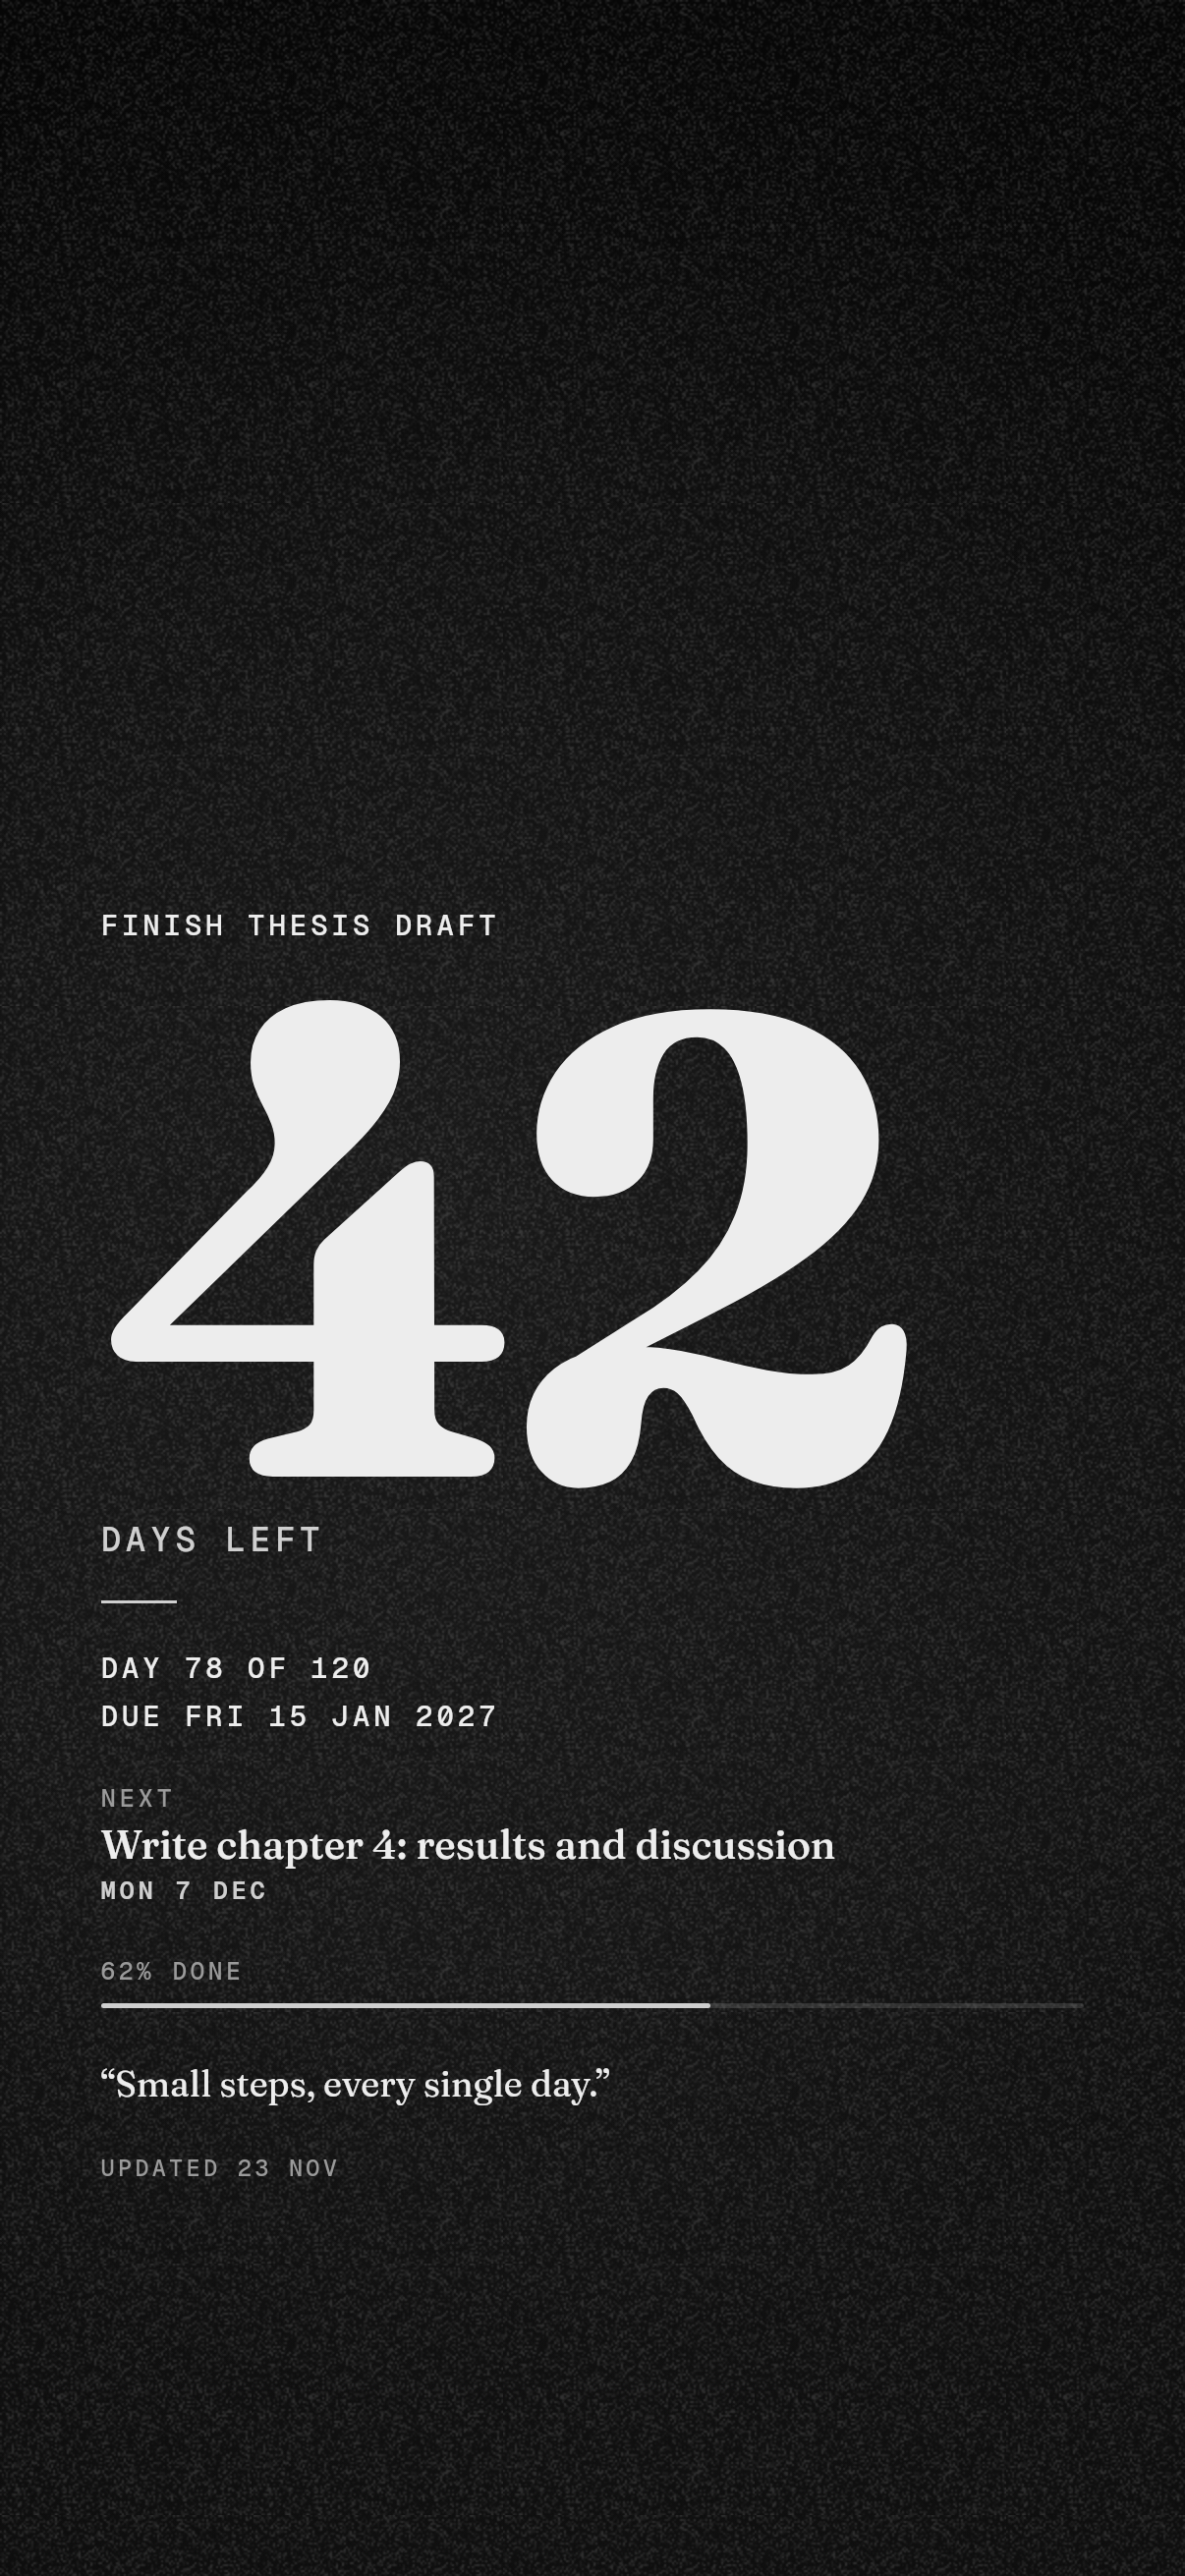 FINISH THESIS DRAFT
42
DAYS LEFT
DAY 78 OF 120
DUE FRI 15 JAN 2027
NEXT
Write chapter 4: results and discussion
MON 7 DEC
62% DONE
“Small steps, every single day.”
UPDATED 23 NOV